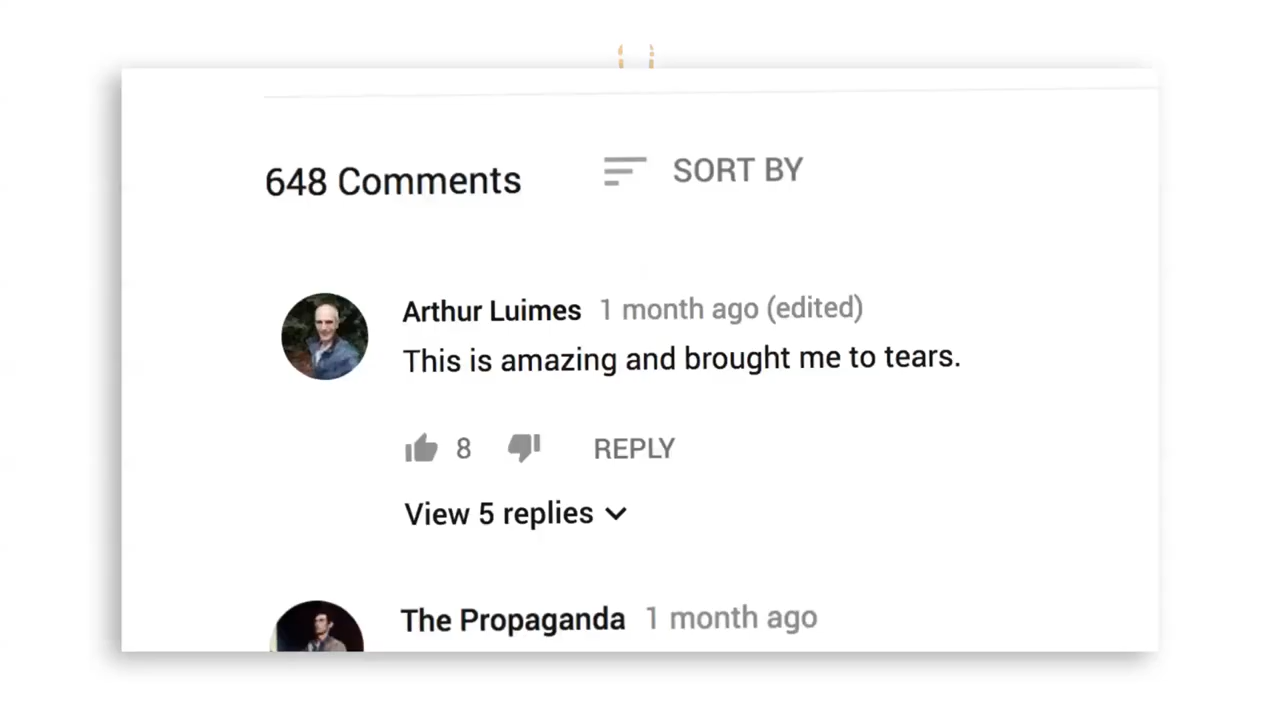 648 Comments SORT BY
Arthur Luimes 1 month ago (edited)
This is amazing and brought me to tears.
8 REPLY
View 5 replies
The Propaganda 1 month ago